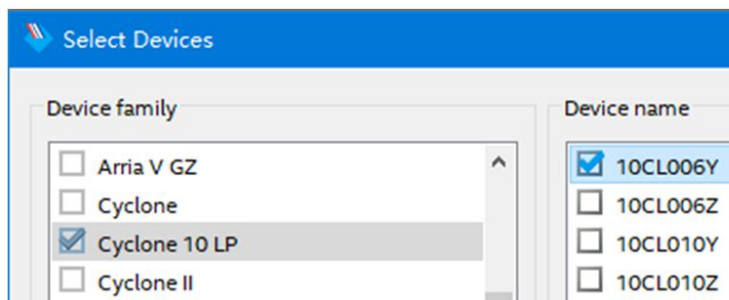 Select Devices
Device family
Arria V GZ
Cyclone
Cyclone 10 LP
Cyclone II
Device name
10CL006Y
10CL006Z
10CL010Y
10CL010Z